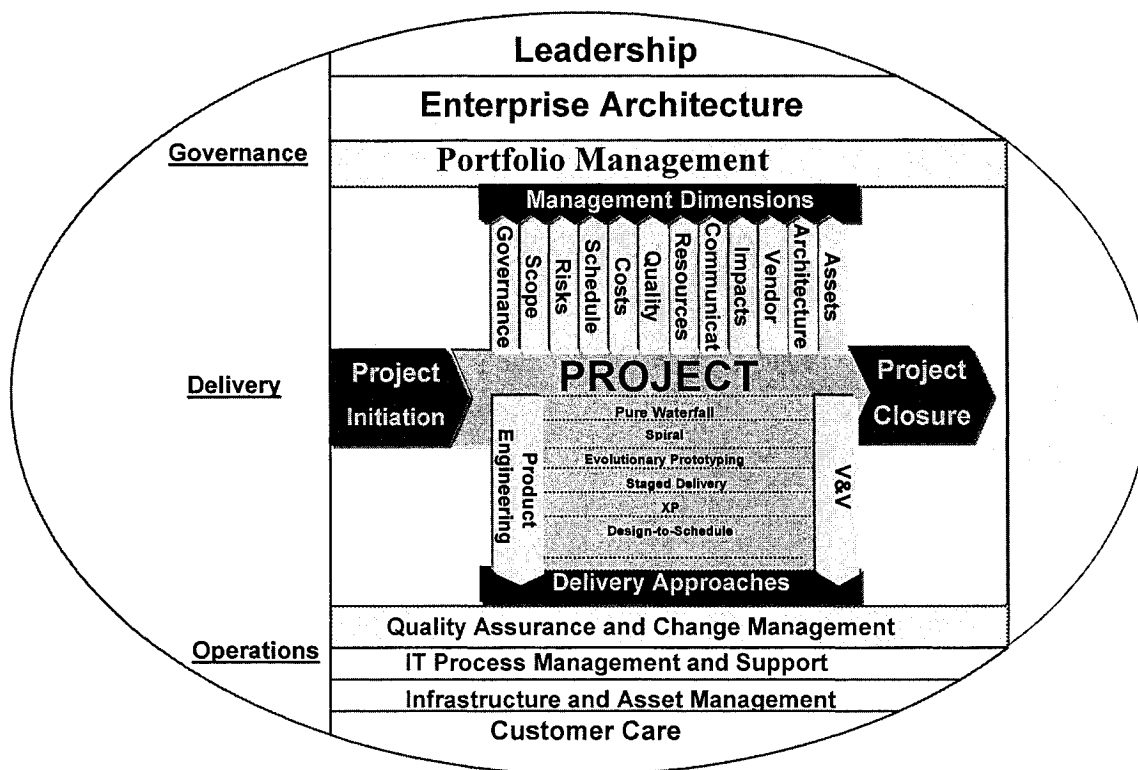 Leadership
Enterprise Architecture
Governance
Portfolio Management
Management Dimensions
Governance
Scope
Risks
Schedule
Costs
Quality
Resources
Communicat
Impacts
Vendor
Architecture
Assets
Delivery
Project
Initiation
PROJECT
Project
Closure
Product
Engineering
Pure Waterfall
Spiral
Evolutionary Prototyping
Staged Delivery
XP
Design-to-Schedule
V&V
Delivery Approaches
Operations
Quality Assurance and Change Management
IT Process Management and Support
Infrastructure and Asset Management
Customer Care